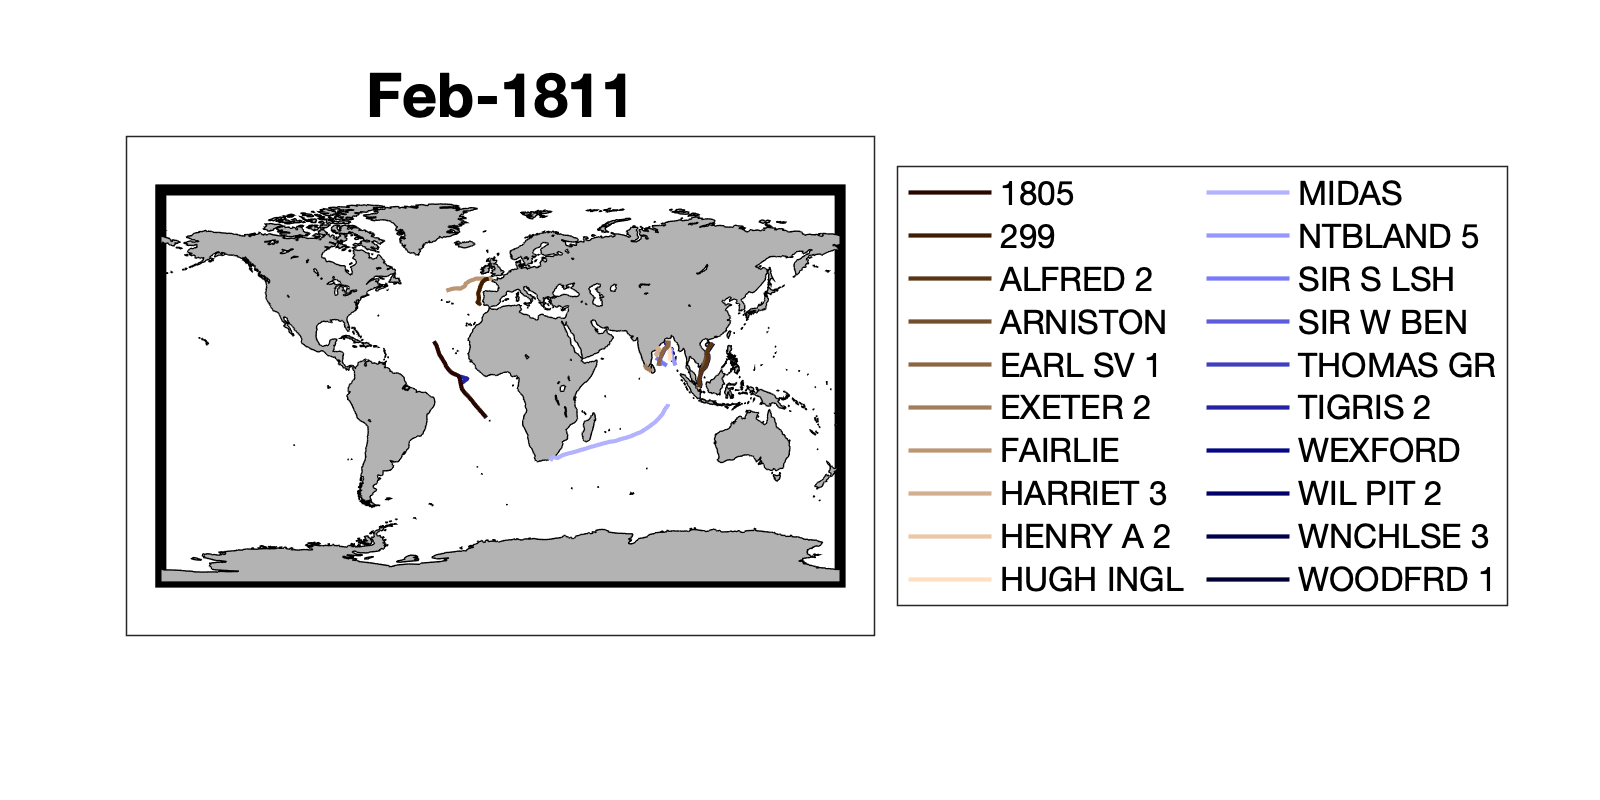 Feb-1811
1805
299
ALFRED 2
ARNISTON
EARL SV 1
EXETER 2
FAIRLIE
HARRIET 3
HENRY A 2
HUGH INGL
MIDAS
NTBLAND 5
SIR S LSH
SIR W BEN
THOMAS GR
TIGRIS 2
WEXFORD
WIL PIT 2
WNCHLSE 3
WOODFRD 1